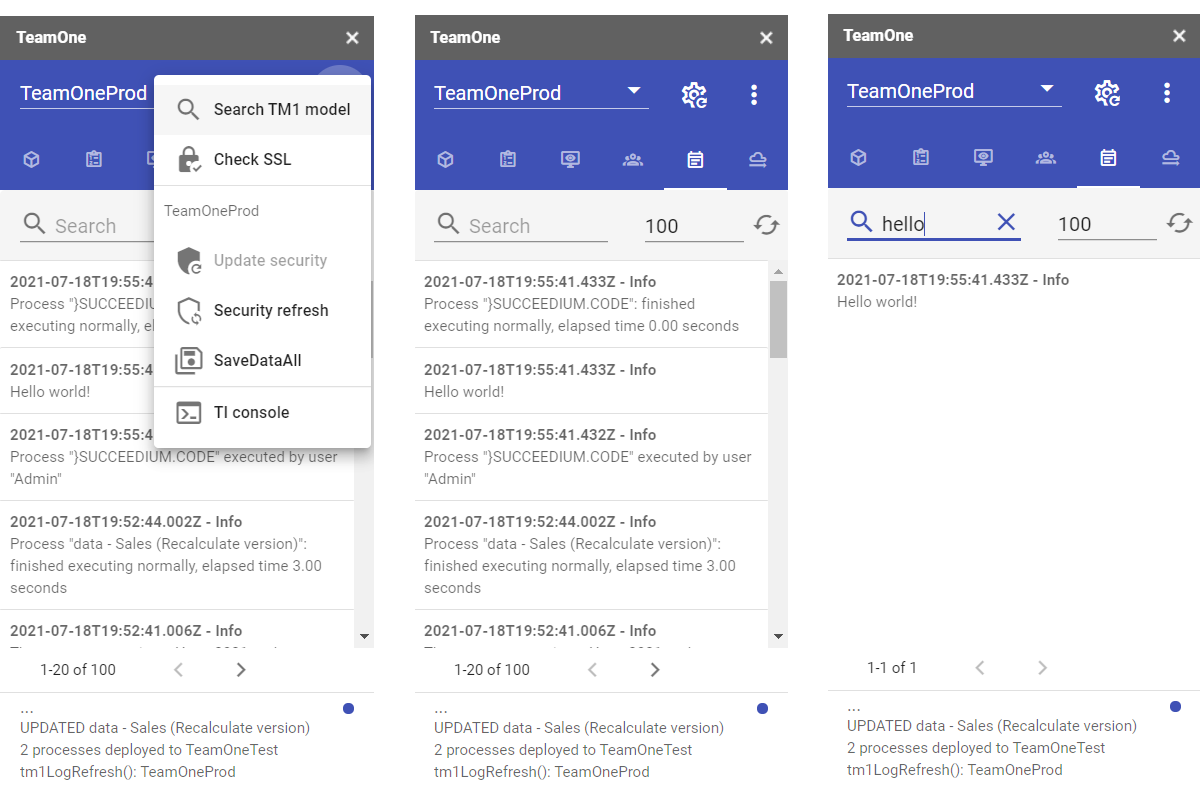 TeamOne
TeamOneProd
Search TM1 model
Check SSL
TeamOneProd
Update security
Security refresh
SaveDataAll
TI console
Search
2021-07-18T19:55:4
Process "}SUCCEEDIU
executing normally, el
2021-07-18T19:55:4
Hello world!
2021-07-18T19:55:4
Process "}SUCCEEDIUM.CODE" executed by user
"Admin"
2021-07-18T19:52:44.002Z - Info
Process "data - Sales (Recalculate version)":
finished executing normally, elapsed time 3.00
seconds
2021-07-18T19:52:41.006Z - Info
1-20 of 100
...
UPDATED data - Sales (Recalculate version)
2 processes deployed to TeamOneTest
tm1LogRefresh(): TeamOneProd
TeamOne
TeamOneProd
Search
100
2021-07-18T19:55:41.433Z - Info
Process "}SUCCEEDIUM.CODE": finished
executing normally, elapsed time 0.00 seconds
2021-07-18T19:55:41.433Z - Info
Hello world!
2021-07-18T19:55:41.432Z - Info
Process "}SUCCEEDIUM.CODE" executed by user
"Admin"
2021-07-18T19:52:44.002Z - Info
Process "data - Sales (Recalculate version)":
finished executing normally, elapsed time 3.00
seconds
2021-07-18T19:52:41.006Z - Info
1-20 of 100
...
UPDATED data - Sales (Recalculate version)
2 processes deployed to TeamOneTest
tm1LogRefresh(): TeamOneProd
TeamOne
TeamOneProd
hello
100
2021-07-18T19:55:41.433Z - Info
Hello world!
1-1 of 1
...
UPDATED data - Sales (Recalculate version)
2 processes deployed to TeamOneTest
tm1LogRefresh(): TeamOneProd